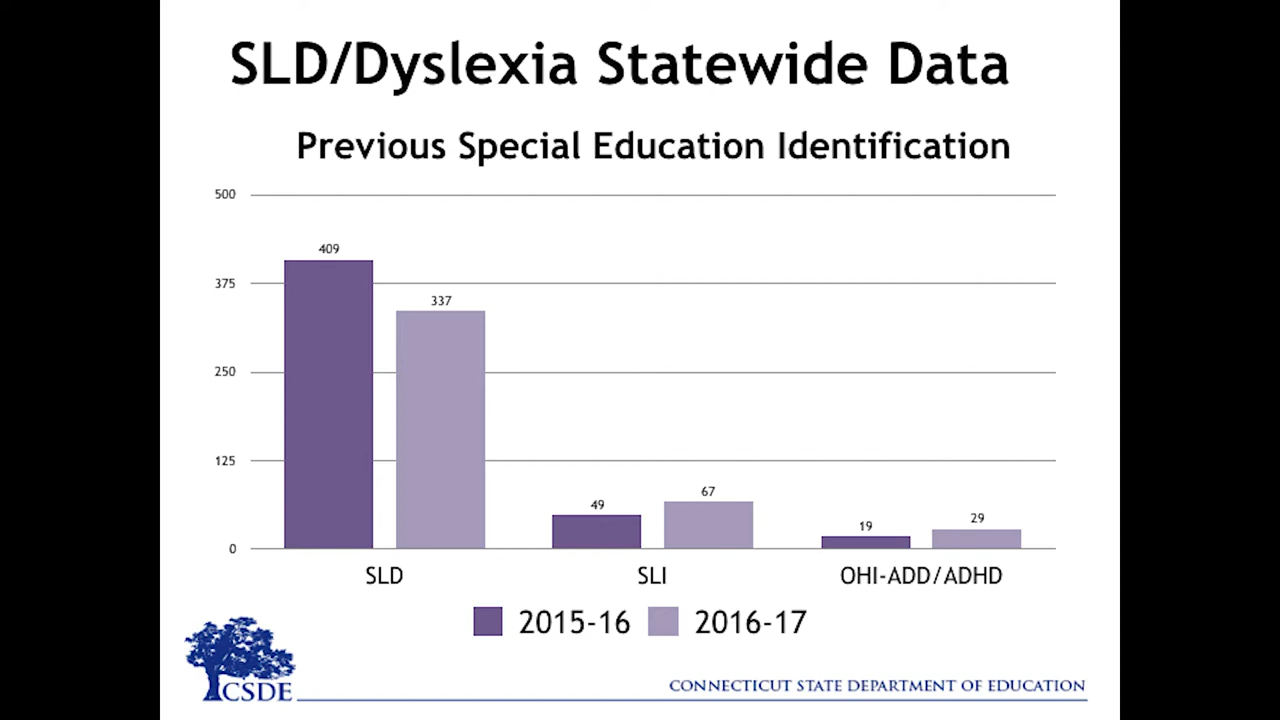 SLD/Dyslexia Statewide Data
Previous Special Education Identification
500
409
375
337
250
125
67
49
29
19
0
SLD SLI OHI-ADD/ADHD
2015-16 2016-17
CSDE
CONNECTICUT STATE DEPARTMENT OF EDUCATION